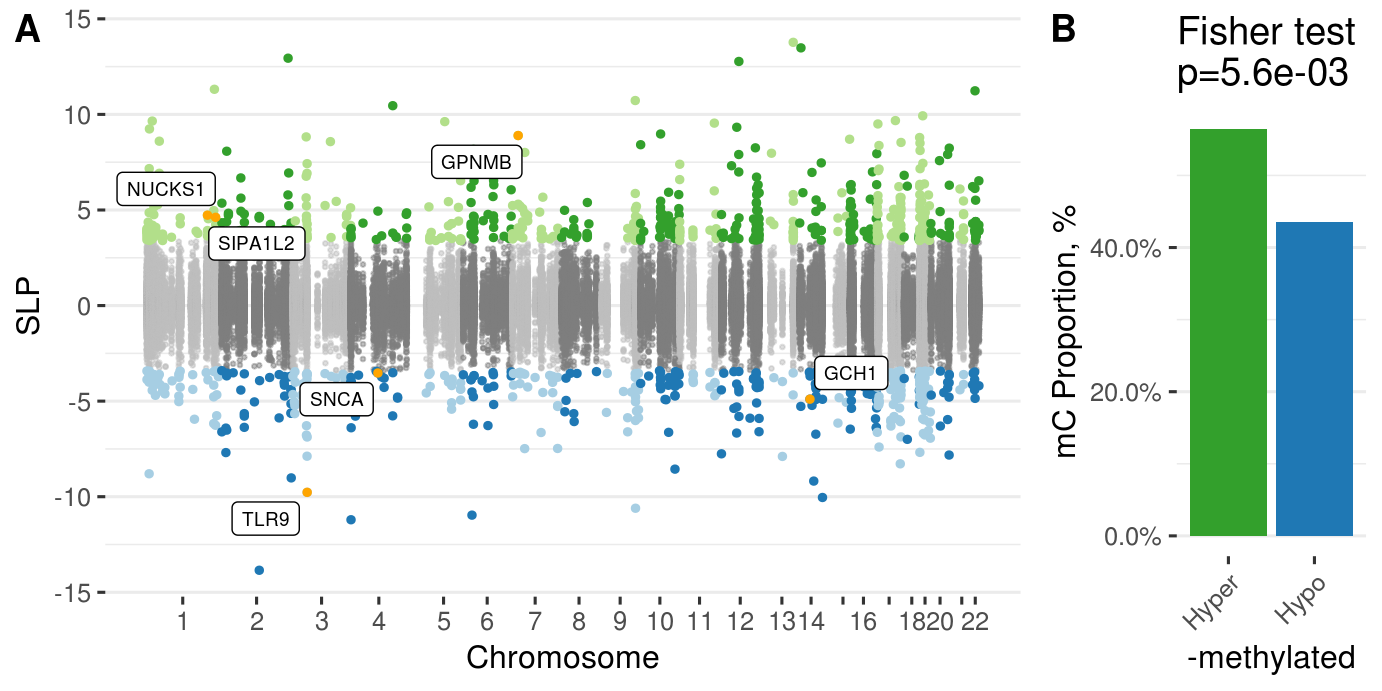 A
15
10
5
0
-5
-10
-15
SLP
NUCKS1
SIPA1L2
GPNMB
SNCA
TLR9
GCH1
1 2 3 4 5 6 7 8 9 10 11 12 13 14 16 18 20 22
Chromosome
B
Fisher test
p=5.6e-03
mC Proportion, %
40.0%
20.0%
0.0%
Hyper
Hypo
-methylated